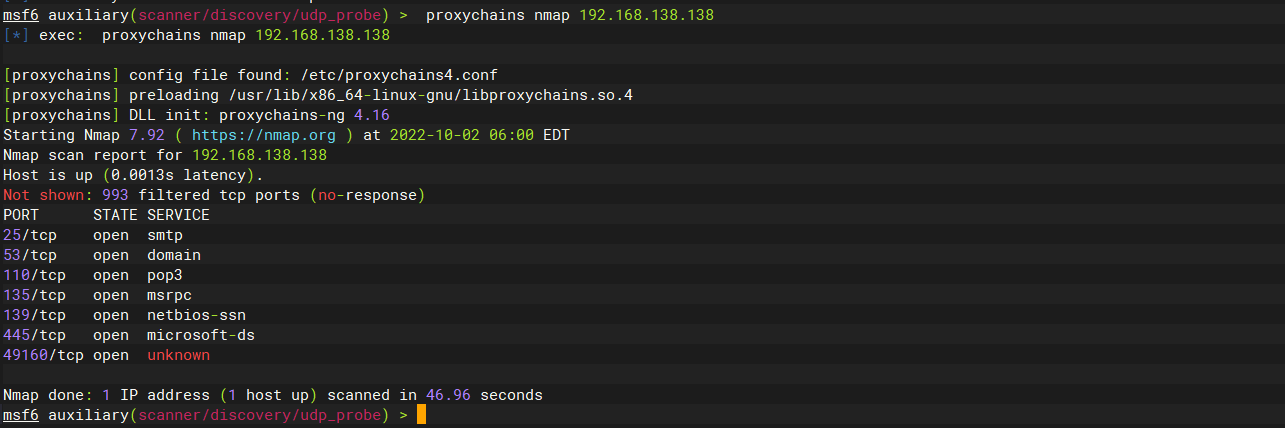 msf6 auxiliary(scanner/discovery/udp_probe) >  proxychains nmap 192.168.138.138
[*] exec:  proxychains nmap 192.168.138.138
[proxychains] config file found: /etc/proxychains4.conf
[proxychains] preloading /usr/lib/x86_64-linux-gnu/libproxychains.so.4
[proxychains] DLL init: proxychains-ng 4.16
Starting Nmap 7.92 ( https://nmap.org ) at 2022-10-02 06:00 EDT
Nmap scan report for 192.168.138.138
Host is up (0.0013s latency).
Not shown: 993 filtered tcp ports (no-response)
PORT      STATE SERVICE
25/tcp    open  smtp
53/tcp    open  domain
110/tcp   open  pop3
135/tcp   open  msrpc
139/tcp   open  netbios-ssn
445/tcp   open  microsoft-ds
49160/tcp open  unknown
Nmap done: 1 IP address (1 host up) scanned in 46.96 seconds
msf6 auxiliary(scanner/discovery/udp_probe) >